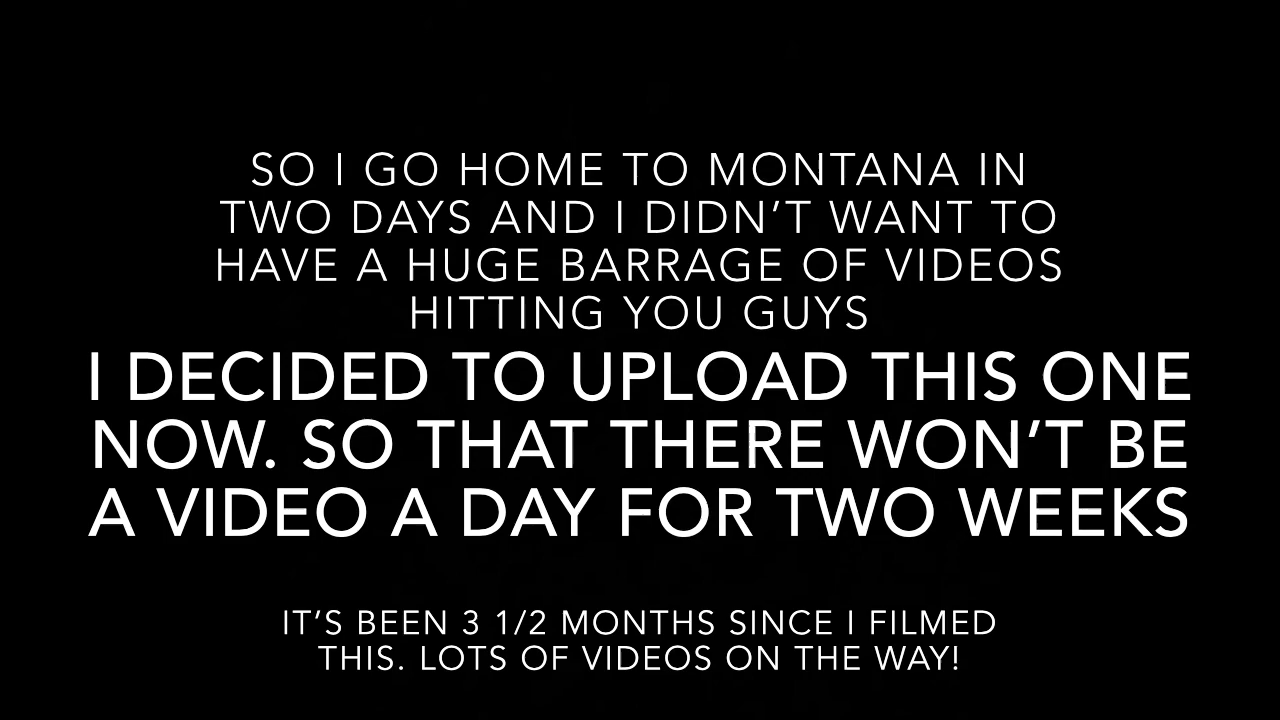 SO I GO HOME TO MONTANA IN
TWO DAYS AND I DIDN’T WANT TO
HAVE A HUGE BARRAGE OF VIDEOS
HITTING YOU GUYS
I DECIDED TO UPLOAD THIS ONE
NOW. SO THAT THERE WON’T BE
A VIDEO A DAY FOR TWO WEEKS
IT’S BEEN 3 1/2 MONTHS SINCE I FILMED
THIS. LOTS OF VIDEOS ON THE WAY!